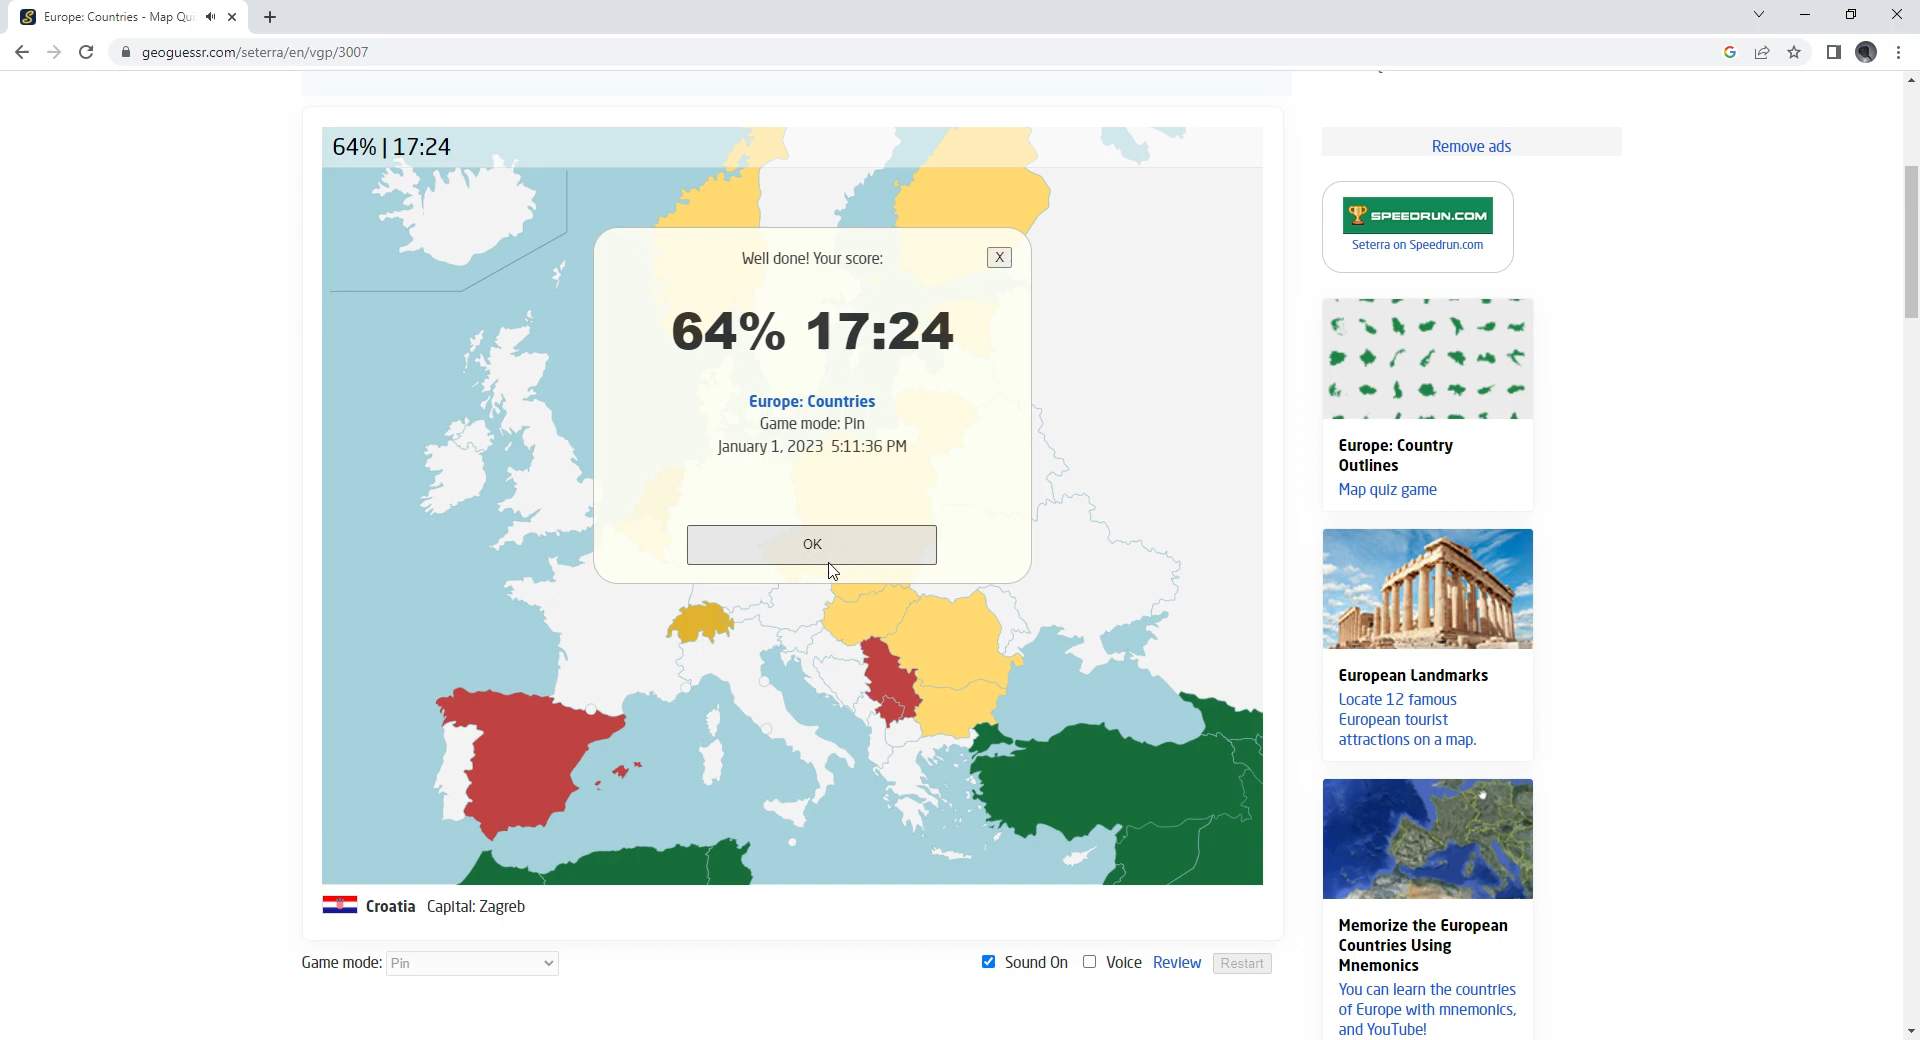 Europe: Countries - Map Qui
geoguessr.com/seterra/en/vgp/3007
64% | 17:24
Well done! Your score:
X
64% 17:24
Europe: Countries
Game mode: Pin
January 1, 2023 5:11:36 PM
OK
Croatia Capital: Zagreb
Game mode: Pin
Sound On Voice Review Restart
Remove ads
SPEEDRUN.COM
Seterra on Speedrun.com
Europe: Country
Outlines
Map quiz game
European Landmarks
Locate 12 famous
European tourist
attractions on a map.
Memorize the European
Countries Using
Mnemonics
You can learn the countries
of Europe with mnemonics,
and YouTube!